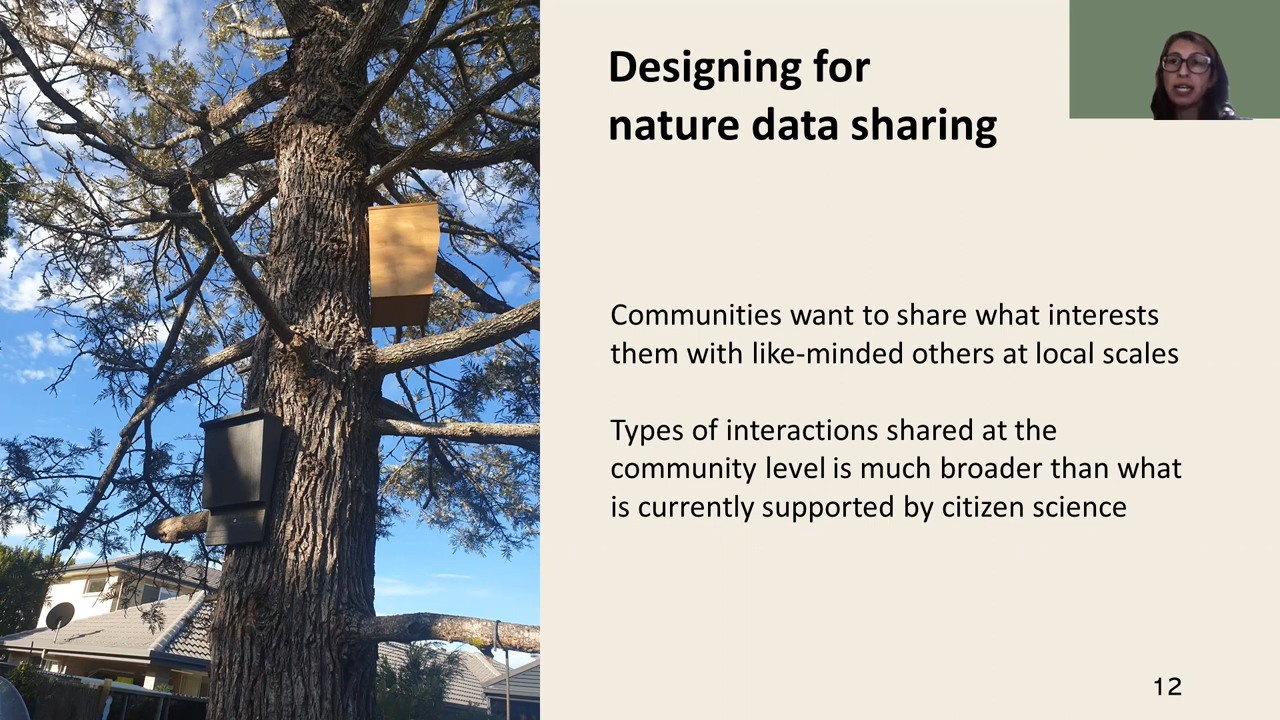 Designing for
nature data sharing
Communities want to share what interests
them with like-minded others at local scales
Types of interactions shared at the
community level is much broader than what
is currently supported by citizen science
12